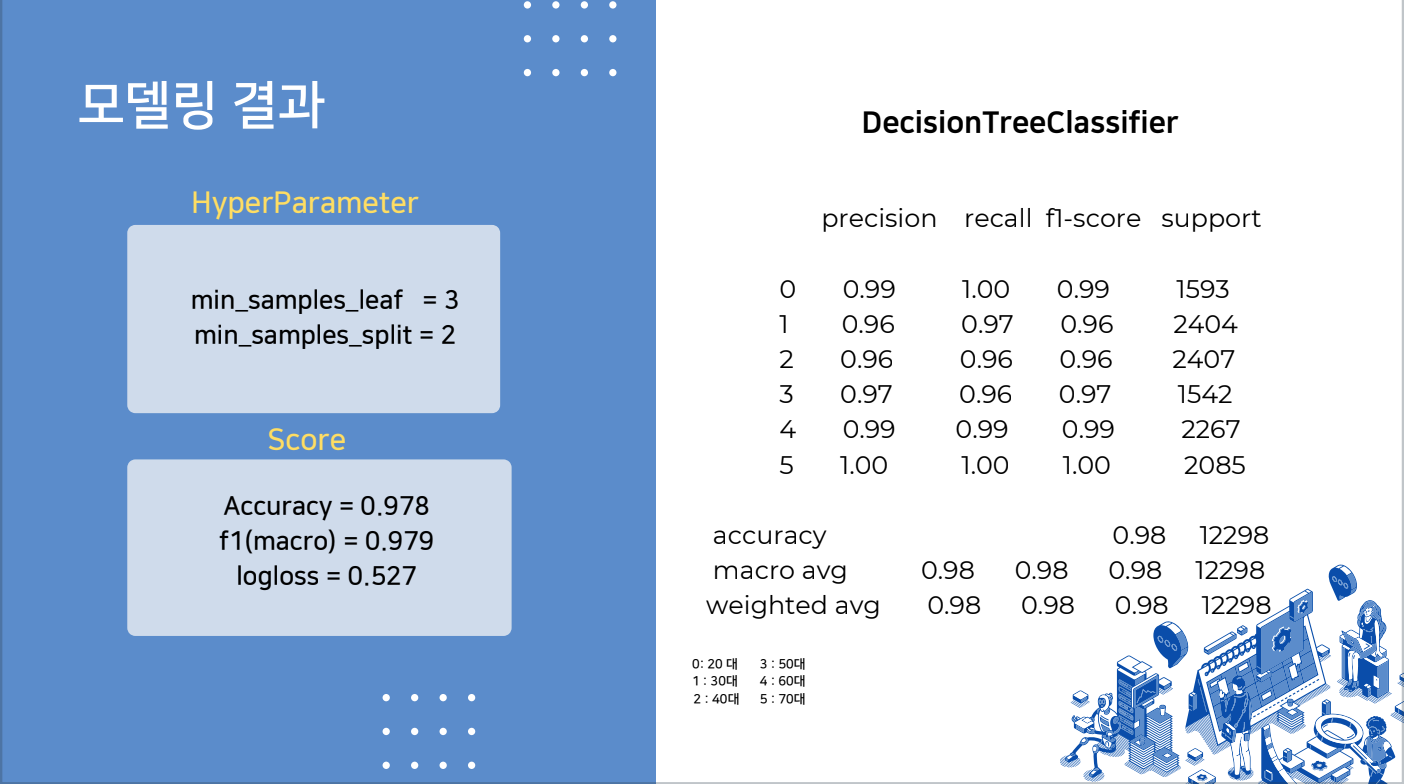 모델링 결과
HyperParameter
min_samples_leaf = 3
min_samples_split = 2
Score
Accuracy = 0.978
f1(macro) = 0.979
logloss = 0.527
DecisionTreeClassifier
precision recall f1-score support
0 0.99 1.00 0.99 1593
1 0.96 0.97 0.96 2404
2 0.96 0.96 0.96 2407
3 0.97 0.96 0.97 1542
4 0.99 0.99 0.99 2267
5 1.00 1.00 1.00 2085
accuracy 0.98 12298
macro avg 0.98 0.98 0.98 12298
weighted avg 0.98 0.98 0.98 12298
0: 20 대 3 : 50대
1 : 30대 4 : 60대
2 : 40대 5 : 70대